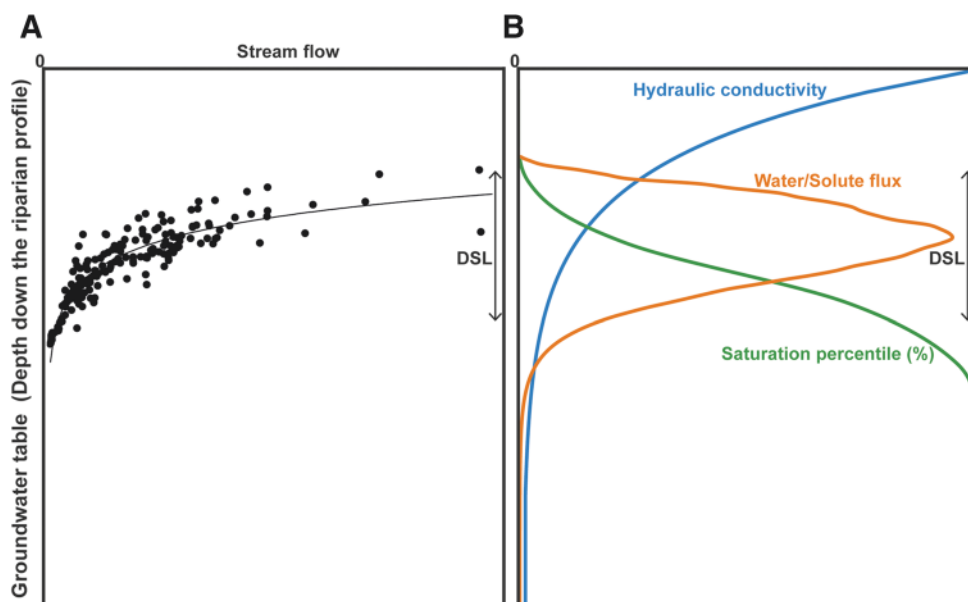 A
B
0
Stream flow
0
Groundwater table (Depth down the riparian profile)
DSL
Hydraulic conductivity
Water/Solute flux
DSL
Saturation percentile (%)